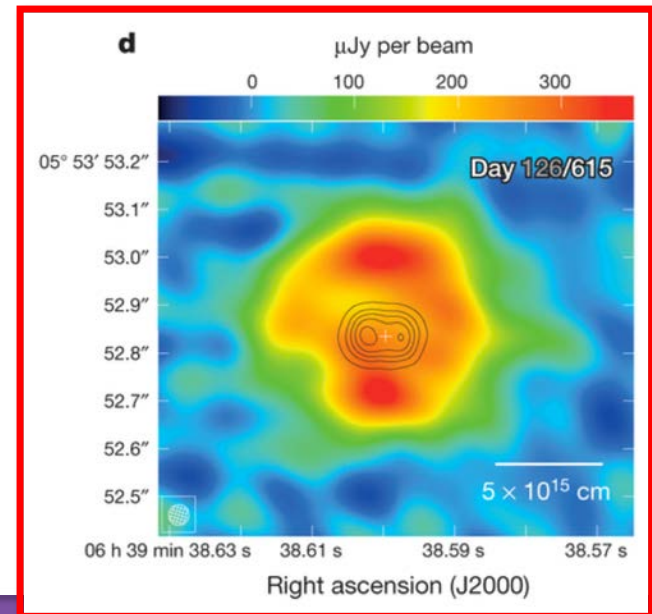 d
µJy per beam
0 100 200 300
Day 126/615
05° 53′ 53.2″
53.1″
53.0″
52.9″
52.8″
52.7″
52.6″
52.5″
5 × 10¹⁵ cm
06 h 39 min 38.63 s 38.61 s 38.59 s 38.57 s
Right ascension (J2000)